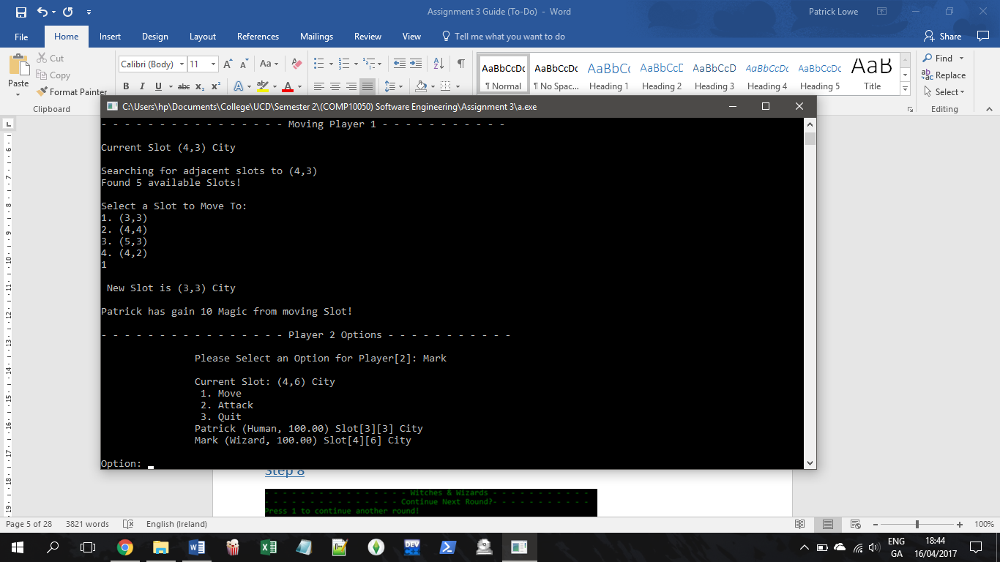 Assignment 3 Guide (To-Do) - Word
Patrick Lowe
File Home Insert Design Layout References Mailings Review View Tell me what you want to do Share
Paste
Cut
Copy
Format Painter
Clipboard
Calibri (Body) 11
AaBbCcDc AaBbCcDc AaBbCc AaBbCcD AaBbCcD AaBbCcDc AaBbCcDc AaB
¶ Normal ¶ No Spac... Heading 1 Heading 2 Heading 3 Heading 4 Heading 5 Title
Find
Replace
Select
Editing
C:\Users\hp\Documents\College\UCD\Semester 2\(COMP10050) Software Engineering\Assignment 3\a.exe
- - - - - - - - - - - - - - - - Moving Player 1 - - - - - - - - - - -
Current Slot (4,3) City
Searching for adjacent slots to (4,3)
Found 5 available Slots!
Select a Slot to Move To:
1. (3,3)
2. (4,4)
3. (5,3)
4. (4,2)
1
New Slot is (3,3) City
Patrick has gain 10 Magic from moving Slot!
- - - - - - - - - - - - - - - - Player 2 Options - - - - - - - - - - -
Please Select an Option for Player[2]: Mark
Current Slot: (4,6) City
1. Move
2. Attack
3. Quit
Patrick (Human, 100.00) Slot[3][3] City
Mark (Wizard, 100.00) Slot[4][6] City
Option:
Step 8
- - - - - - - - - - - - - - - Witches & Wizards - - - - - - - - - - -
- - - - - - - - - - - - - - Continue Next Round?- - - - - - - - - - -
Press 1 to continue another round!
Page 5 of 28 3821 words English (Ireland) 100%
ENG 18:44
GA 16/04/2017